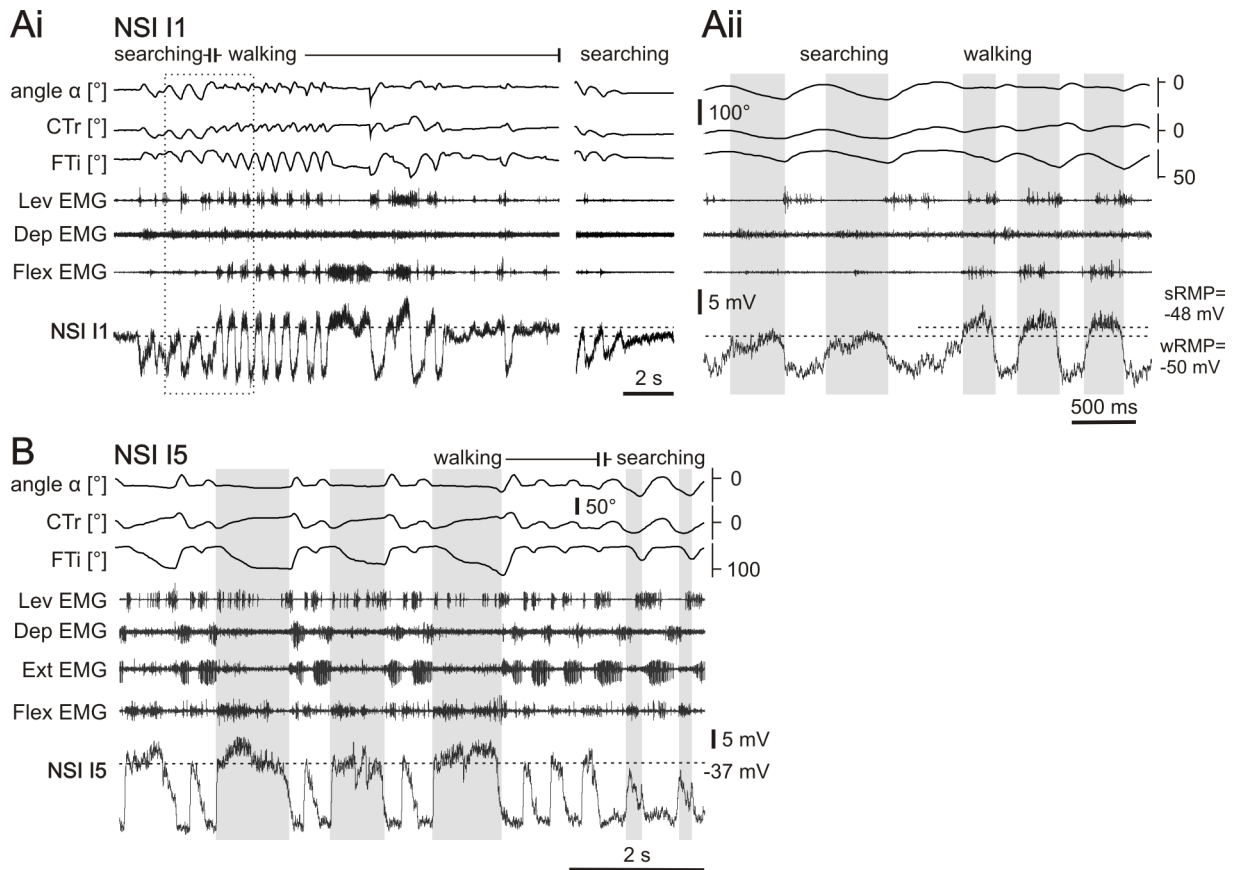 Ai
NSI I1
searching
walking
searching
angle α [°]
CTr [°]
FTi [°]
Lev EMG
Dep EMG
Flex EMG
NSI I1
2 s
Aii
searching
walking
0
100°
0
50
5 mV
sRMP=
-48 mV
wRMP=
-50 mV
500 ms
B
NSI I5
walking
searching
angle α [°]
0
50°
CTr [°]
0
FTi [°]
100
Lev EMG
Dep EMG
Ext EMG
Flex EMG
5 mV
NSI I5
-37 mV
2 s